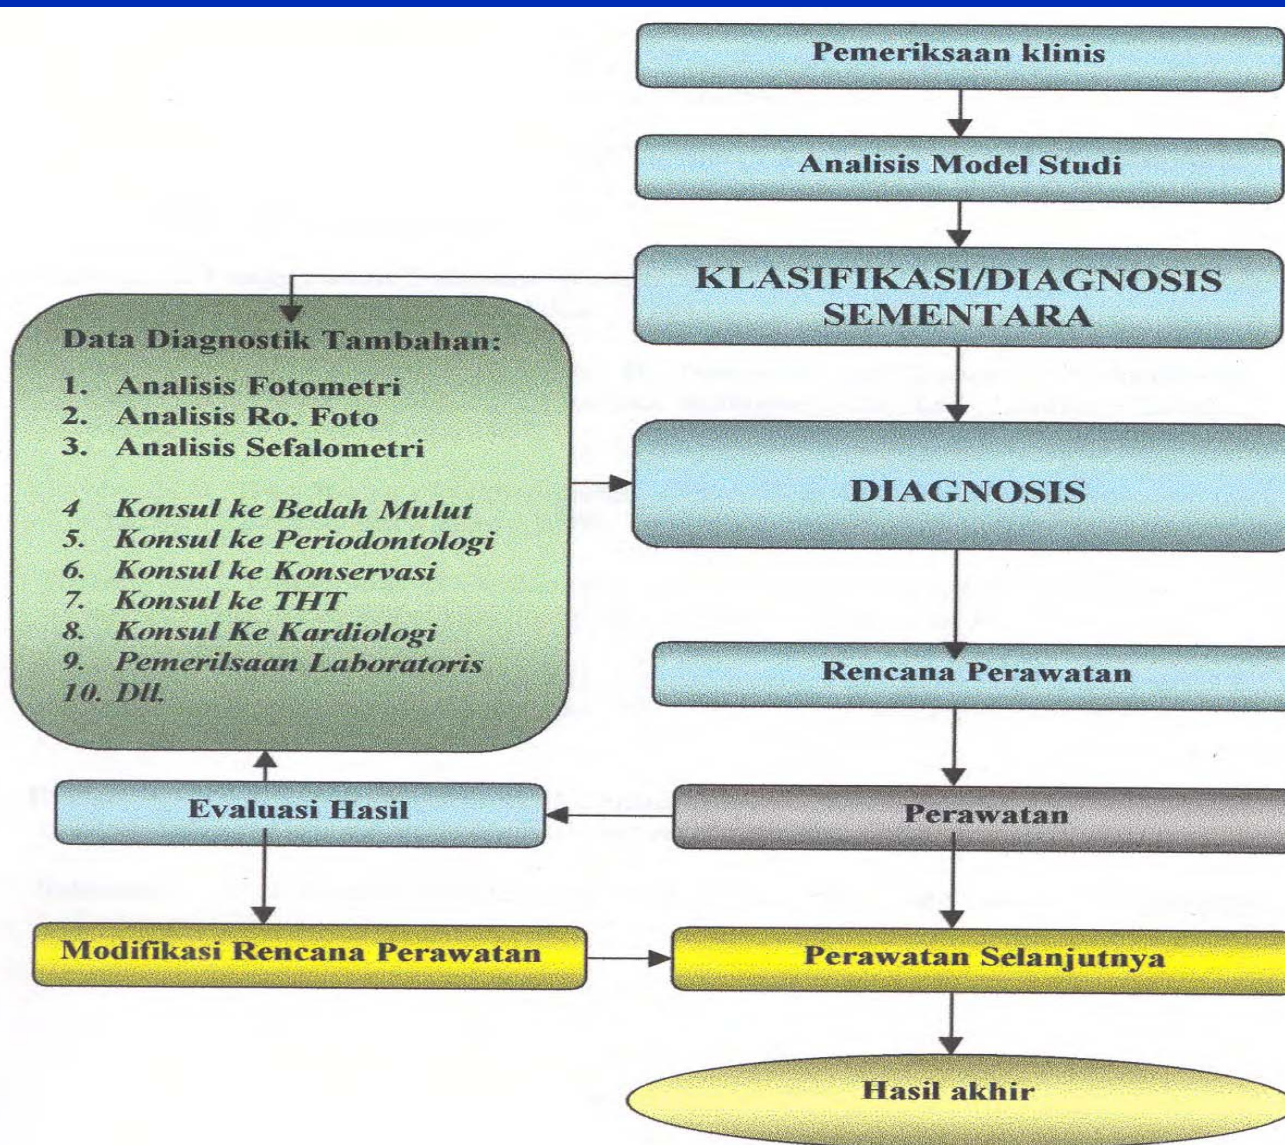 Pemeriksaan klinis
Analisis Model Studi
KLASIFIKASI/DIAGNOSIS
SEMENTARA
Data Diagnostik Tambahan:
1. Analisis Fotometri
2. Analisis Ro. Foto
3. Analisis Sefalometri
4 Konsul ke Bedah Mulut
5. Konsul ke Periodontologi
6. Konsul ke Konservasi
7. Konsul ke THT
8. Konsul Ke Kardiologi
9. Pemerilsaan Laboratoris
10. Dll.
DIAGNOSIS
Rencana Perawatan
Evaluasi Hasil
Perawatan
Modifikasi Rencana Perawatan
Perawatan Selanjutnya
Hasil akhir